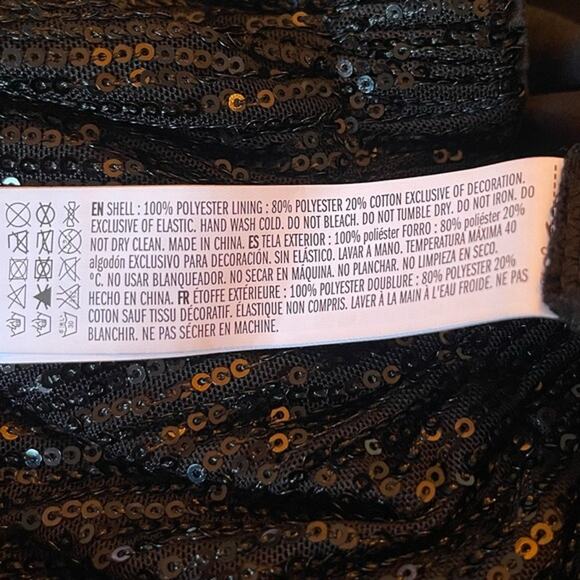 EN SHELL : 100% POLYESTER LINING : 80% POLYESTER 20% COTTON EXCLUSIVE OF DECORATION.
EXCLUSIVE OF ELASTIC. HAND WASH COLD. DO NOT BLEACH. DO NOT TUMBLE DRY. DO NOT IRON. DO
NOT DRY CLEAN. MADE IN CHINA. ES TELA EXTERIOR : 100% poliéster FORRO : 80% poliéster 20%
algodón EXCLUSIVO PARA DECORACIÓN. SIN ELÁSTICO. LAVAR A MANO. TEMPERATURA MÁXIMA 40
°C. NO USAR BLANQUEADOR. NO SECAR EN MÁQUINA. NO PLANCHAR. NO LIMPIEZA EN SECO.
HECHO EN CHINA. FR ÉTOFFE EXTÉRIEURE : 100% POLYESTER DOUBLURE : 80% POLYESTER 20%
COTON SAUF TISSU DÉCORATIF. ÉLASTIQUE NON COMPRIS. LAVER À LA MAIN À L'EAU FROIDE. NE PAS
BLANCHIR. NE PAS SÉCHER EN MACHINE.